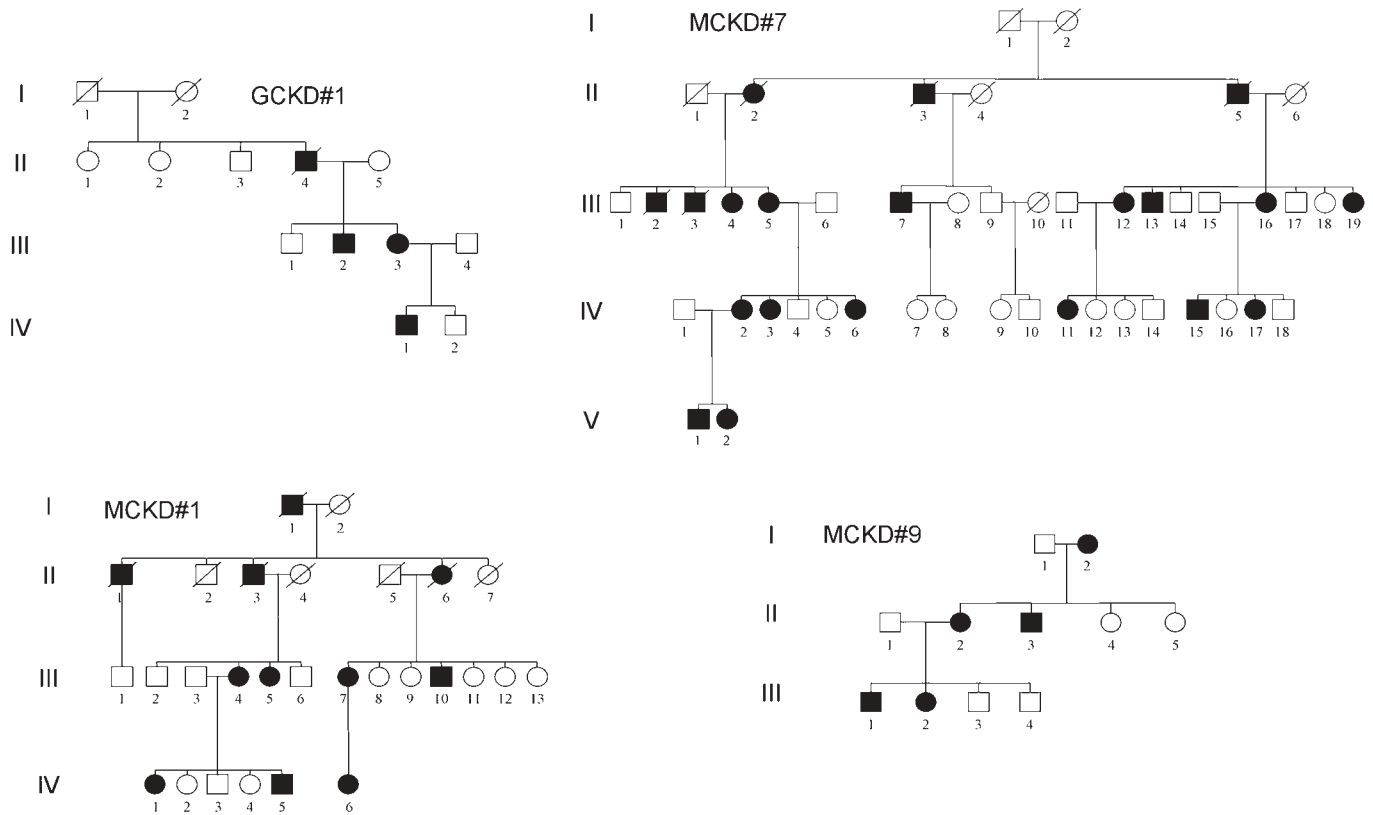 GCKD#1
I
1 2
II
1 2 3 4 5
III
1 2 3 4
IV
1 2
I MCKD#7
1 2
II
1 2 3 4 5 6
III
1 2 3 4 5 6 7 8 9 10 11 12 13 14 15 16 17 18 19
IV
1 2 3 4 5 6 7 8 9 10 11 12 13 14 15 16 17 18
V
1 2
I MCKD#1
1 2
II
1 2 3 4 5 6 7
III
1 2 3 4 5 6 7 8 9 10 11 12 13
IV
1 2 3 4 5 6
I MCKD#9
1 2
II
1 2 3 4 5
III
1 2 3 4